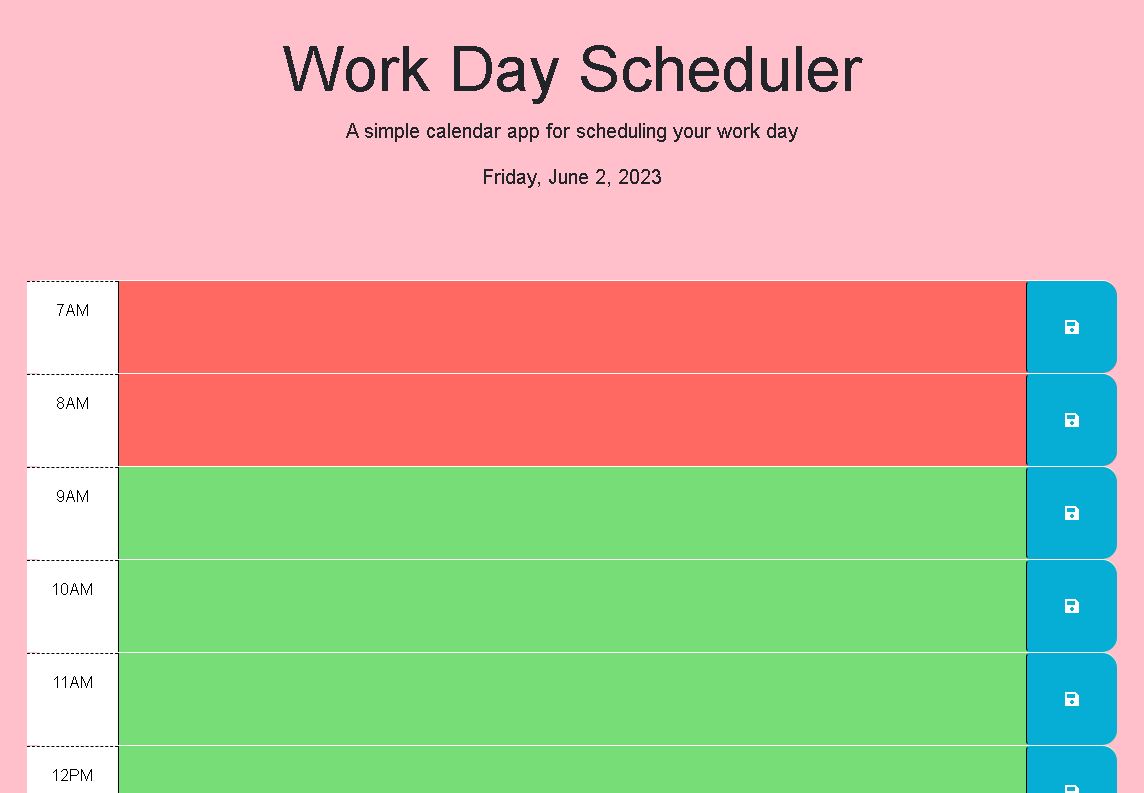 Work Day Scheduler
A simple calendar app for scheduling your work day
Friday, June 2, 2023
7AM
8AM
9AM
10AM
11AM
12PM